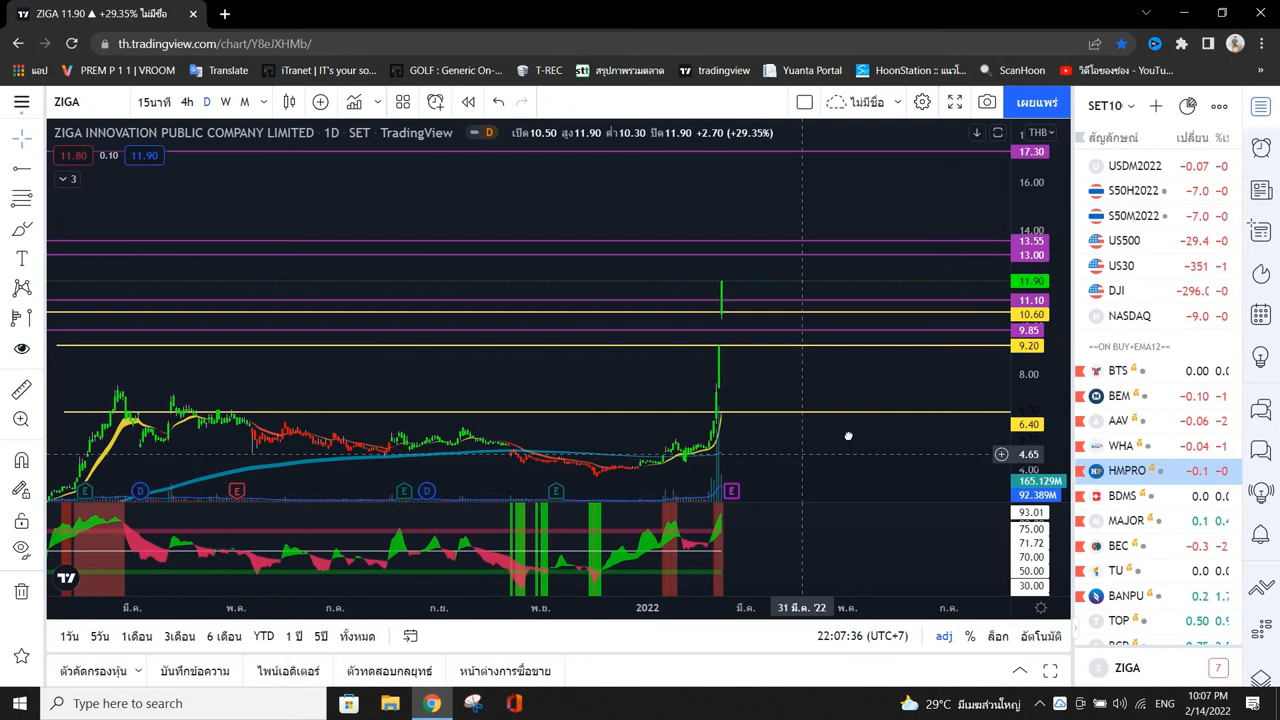 ZIGA 11.90 ▲ +29.35% ไม่มีชื่อ
th.tradingview.com/chart/Y8eJXHMb/
แอป PREM P 1 1 | VROOM Translate iTranet | IT's your so... GOLF : Generic On-... T-REC สรุปภาพรวมตลาด tradingview Yuanta Portal HoonStation :: แนวโ... ScanHoon วิดีโอของช่อง - YouTu... »
ZIGA 15นาที 4h D W M ไม่มีชื่อ เผยแพร่ SET10
ZIGA INNOVATION PUBLIC COMPANY LIMITED • 1D • SET • TradingView D เปิด10.50 สูง11.90 ต่ำ10.30 ปิด11.90 +2.70 (+29.35%) THB
สัญลักษณ์ เปลี่ยน
11.80 0.10 11.90
3
17.30
16.00
14.00
13.55
13.00
11.90
11.10
10.60
9.85
9.20
8.00
6.40
4.65
4.00
165.129M
92.389M
93.01
75.00
71.72
70.00
50.00
30.00
E D E E D E E
มี.ค. พ.ค. ก.ค. ก.ย. พ.ย. 2022 มี.ค. 31 มี.ค. '22 พ.ค. ก.ค.
1วัน 5วัน 1เดือน 3เดือน 6 เดือน YTD 1 ปี 5ปี ทั้งหมด 22:07:36 (UTC+7) adj % ล็อก อัตโนมัติ
ตัวคัดกรองหุ้น บันทึกข้อความ ไพน์เอดิเตอร์ ตัวทดสอบกลยุทธ์ หน้าต่างการซื้อขาย
USDM2022 -0.07 -0
S50H2022 -7.0 -0
S50M2022 -7.0 -0
US500 -29.4 -0
US30 -351 -1
DJI -296.0 -0
NASDAQ -9.0 -0
==ON BUY+EMA12==
BTS 0.00 0.0
BEM -0.10 -1
AAV -0.06 -2
WHA -0.04 -1
HMPRO -0.1 -0
BDMS 0.0 0.0
MAJOR 0.1 0.4
BEC -0.3 -2
TU 0.0 0.0
BANPU 0.2 1.7
TOP 0.50 0.9
ZIGA 7
Type here to search
29°C มีเมฆส่วนใหญ่ ENG
10:07 PM
2/14/2022